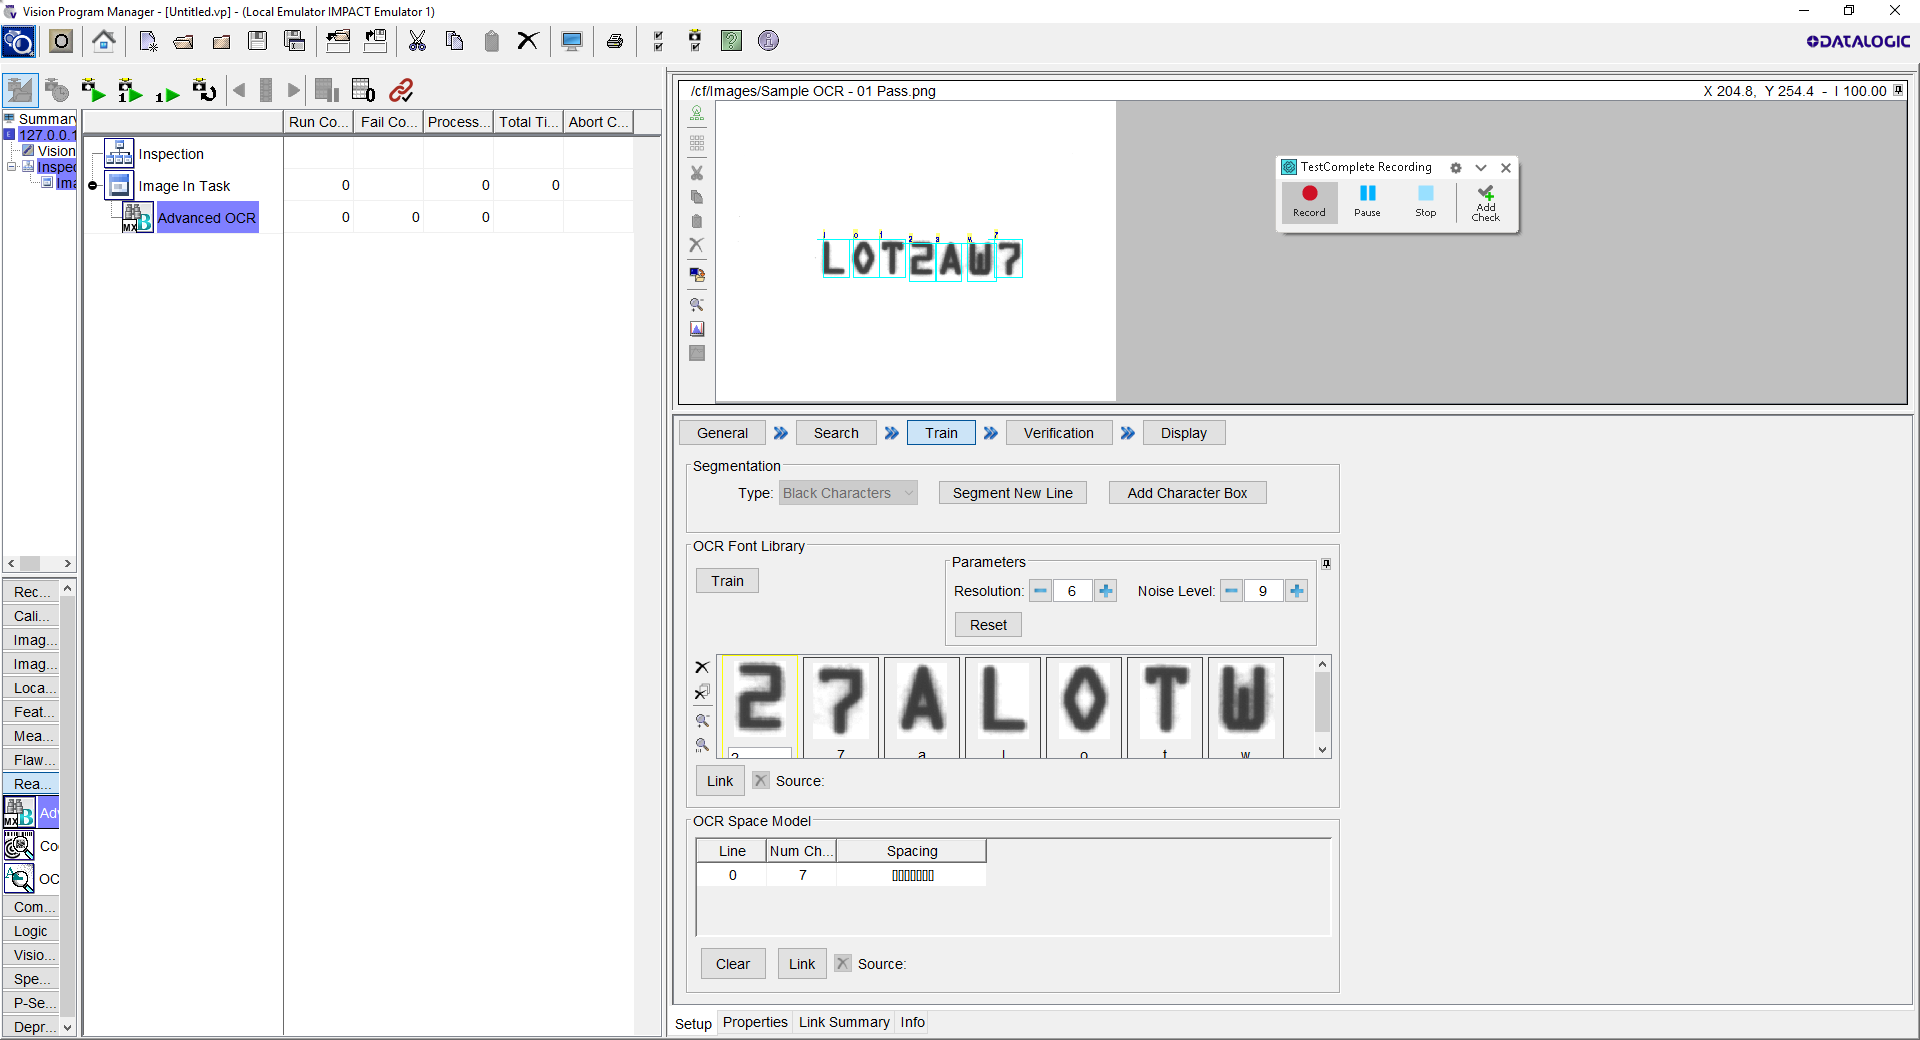 Vision Program Manager - [Untitled.vp] - (Local Emulator IMPACT Emulator 1)
DATALOGIC
Summary
127.0.0.1
Vision
Inspec
Ima
Run Co... Fail Co... Process... Total Ti... Abort C...
Inspection
Image In Task 0 0 0
Advanced OCR 0 0 0
/cf/Images/Sample OCR - 01 Pass.png
X 204.8, Y 254.4 - I 100.00
l o t 2 a w 7
LOT2AW7
TestComplete Recording
Record Pause Stop Add Check
General Search Train Verification Display
Segmentation
Type: Black Characters Segment New Line Add Character Box
OCR Font Library
Train
Parameters
Resolution: 6 Noise Level: 9
Reset
2 7 A L O T W
2 7 a l o t w
Link Source:
OCR Space Model
Line Num Ch... Spacing
0 7
Clear Link Source:
Setup Properties Link Summary Info
Rec...
Cali...
Imag...
Imag...
Loca...
Feat...
Mea...
Flaw...
Rea...
MX Adv
Co
OC
Com...
Logic
Visio...
Spe...
P-Se...
Depr...